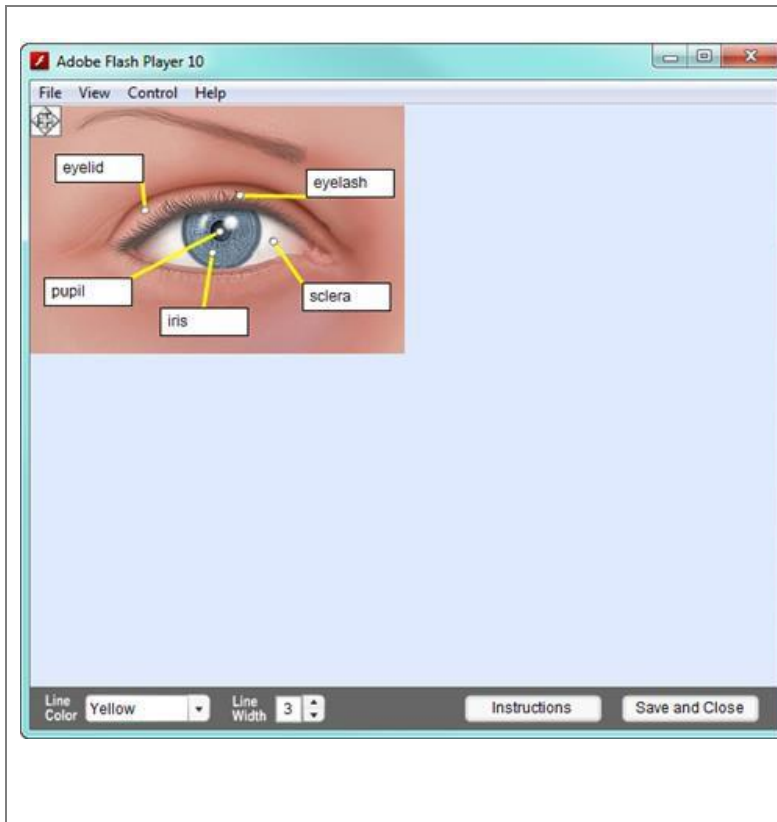 Adobe Flash Player 10
File View Control Help
eyelid
eyelash
pupil
sclera
iris
Line Color
Yellow
Line Width
3
Instructions
Save and Close